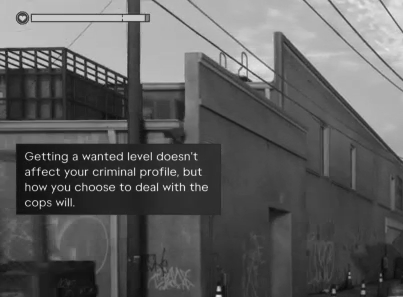 Getting a wanted level doesn't
affect your criminal profile, but
how you choose to deal with the
cops will.